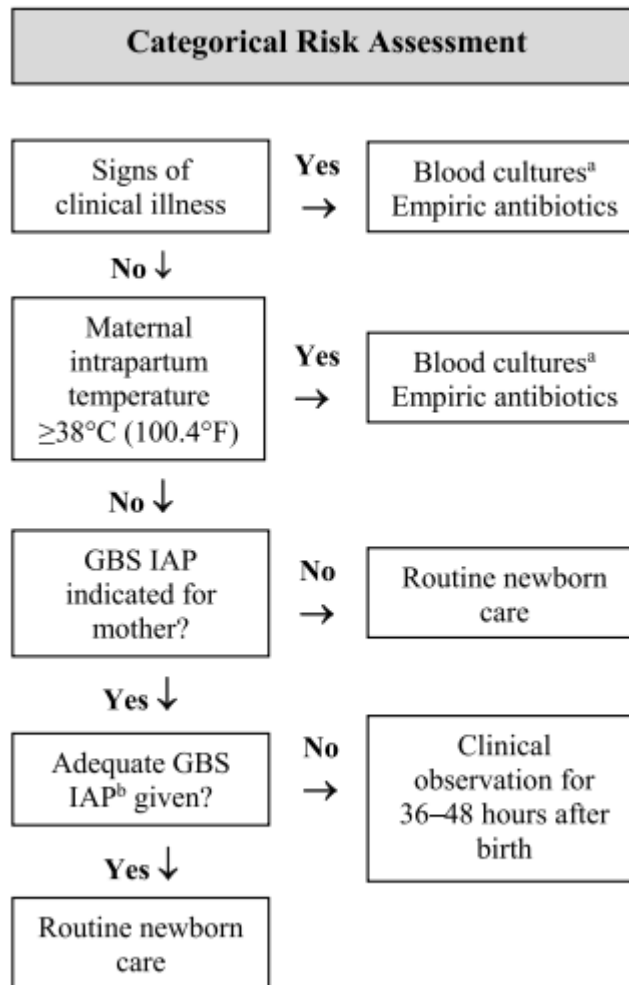 Categorical Risk Assessment
Signs of
clinical illness
Yes
→
Blood culturesᵃ
Empiric antibiotics
No ↓
Maternal
intrapartum
temperature
≥38°C (100.4°F)
Yes
→
Blood culturesᵃ
Empiric antibiotics
No ↓
GBS IAP
indicated for
mother?
No
→
Routine newborn
care
Yes ↓
Adequate GBS
IAPᵇ given?
No
→
Clinical
observation for
36–48 hours after
birth
Yes ↓
Routine newborn
care